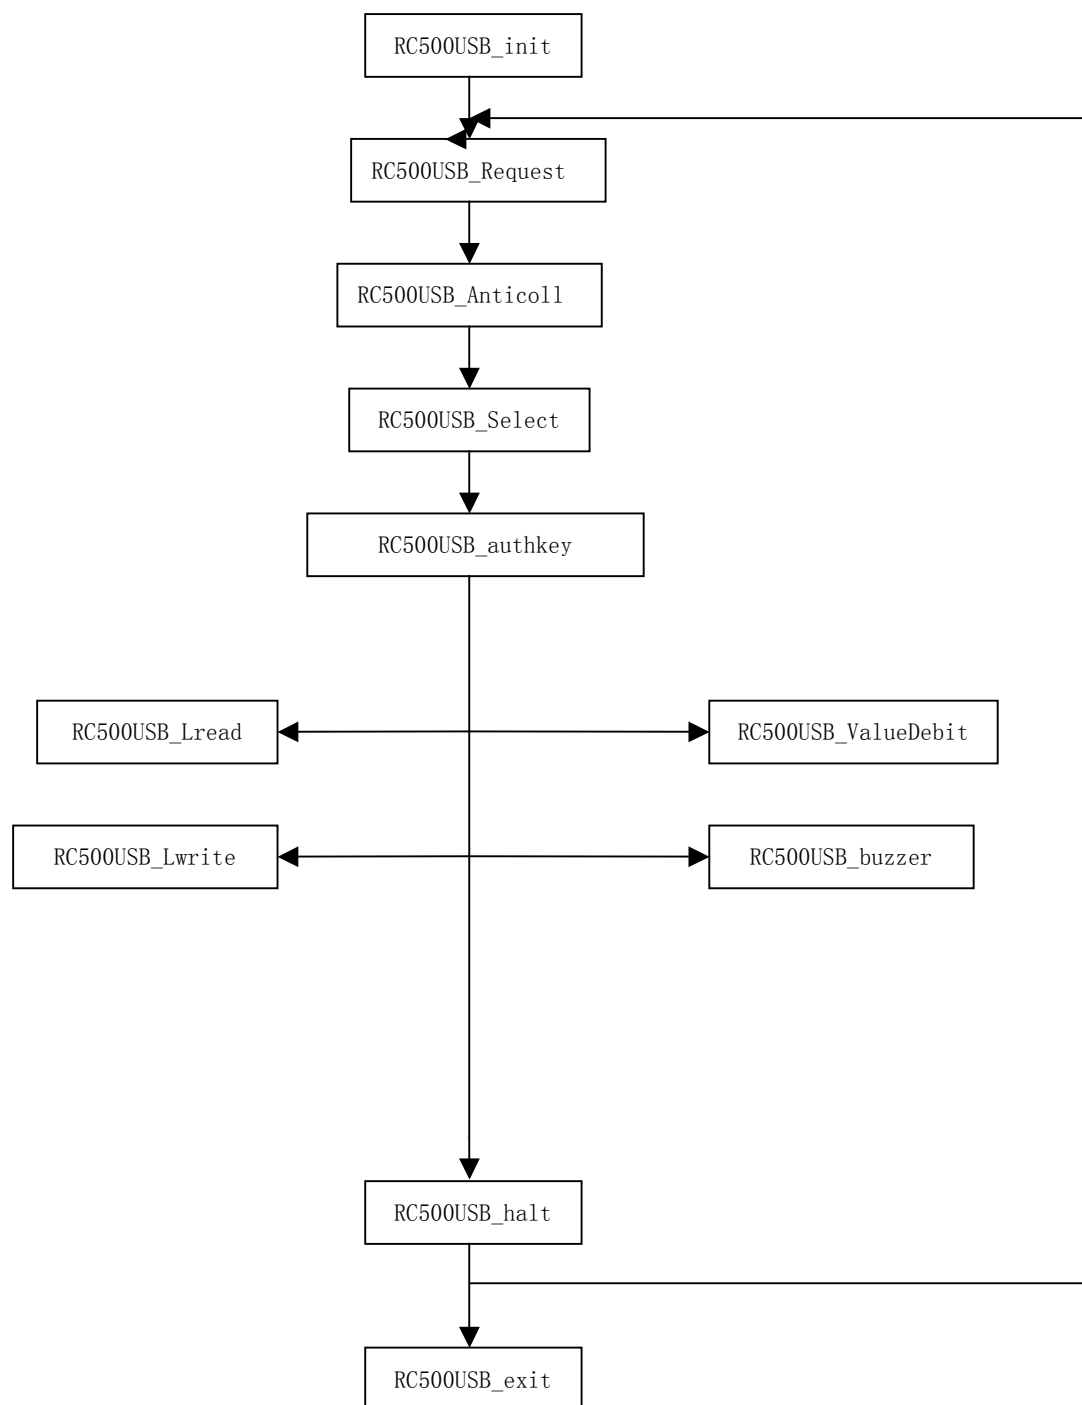 RC500USB_init
RC500USB_Request
RC500USB_Anticoll
RC500USB_Select
RC500USB_authkey
RC500USB_Lread
RC500USB_ValueDebit
RC500USB_Lwrite
RC500USB_buzzer
RC500USB_halt
RC500USB_exit